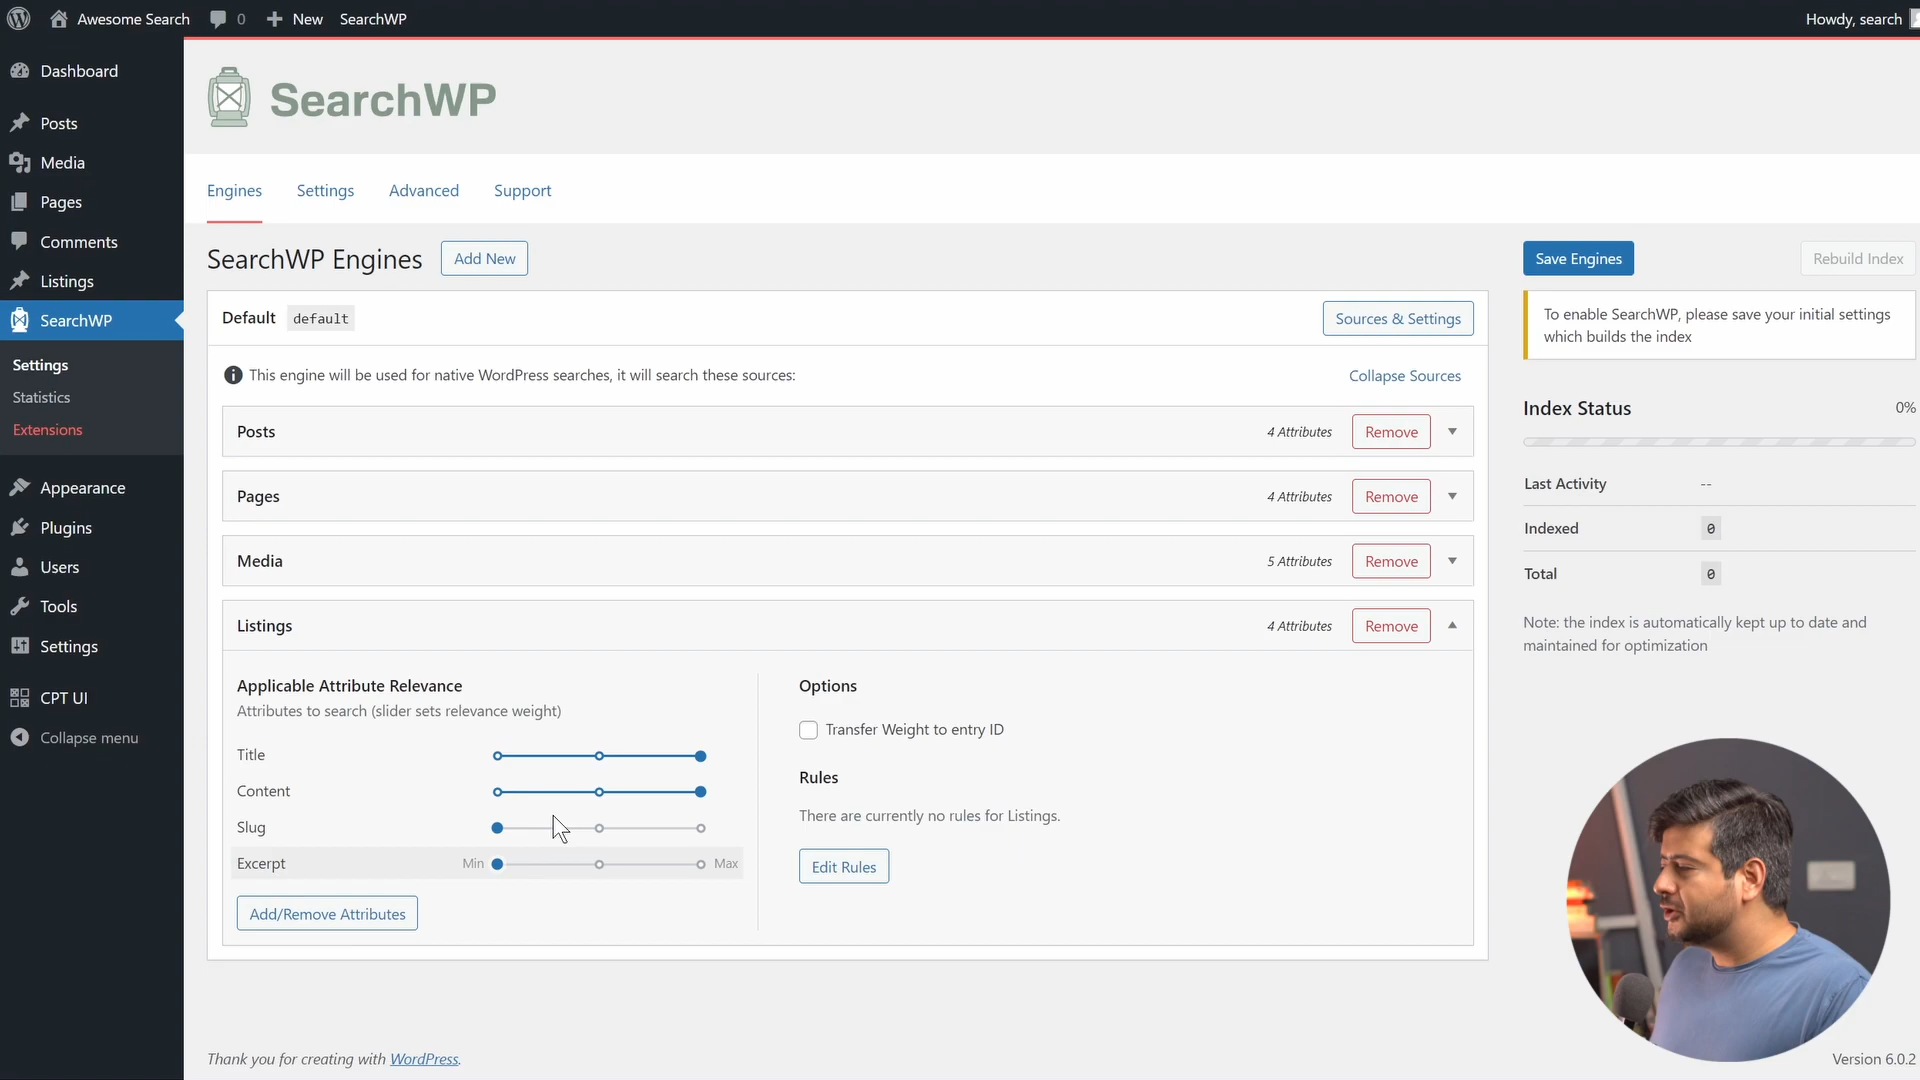 Awesome Search
0
New
SearchWP
Howdy, search
Dashboard
Posts
Media
Pages
Comments
Listings
SearchWP
Settings
Statistics
Extensions
Appearance
Plugins
Users
Tools
Settings
CPT UI
Collapse menu
SearchWP
Engines
Settings
Advanced
Support
SearchWP Engines
Add New
Default
default
Sources & Settings
This engine will be used for native WordPress searches, it will search these sources:
Collapse Sources
Posts
4 Attributes
Remove
Pages
4 Attributes
Remove
Media
5 Attributes
Remove
Listings
4 Attributes
Remove
Applicable Attribute Relevance
Attributes to search (slider sets relevance weight)
Title
Content
Slug
Excerpt
Min
Max
Add/Remove Attributes
Options
Transfer Weight to entry ID
Rules
There are currently no rules for Listings.
Edit Rules
Save Engines
Rebuild Index
To enable SearchWP, please save your initial settings
which builds the index
Index Status
0%
Last Activity
--
Indexed
0
Total
0
Note: the index is automatically kept up to date and
maintained for optimization
Thank you for creating with WordPress.
Version 6.0.2